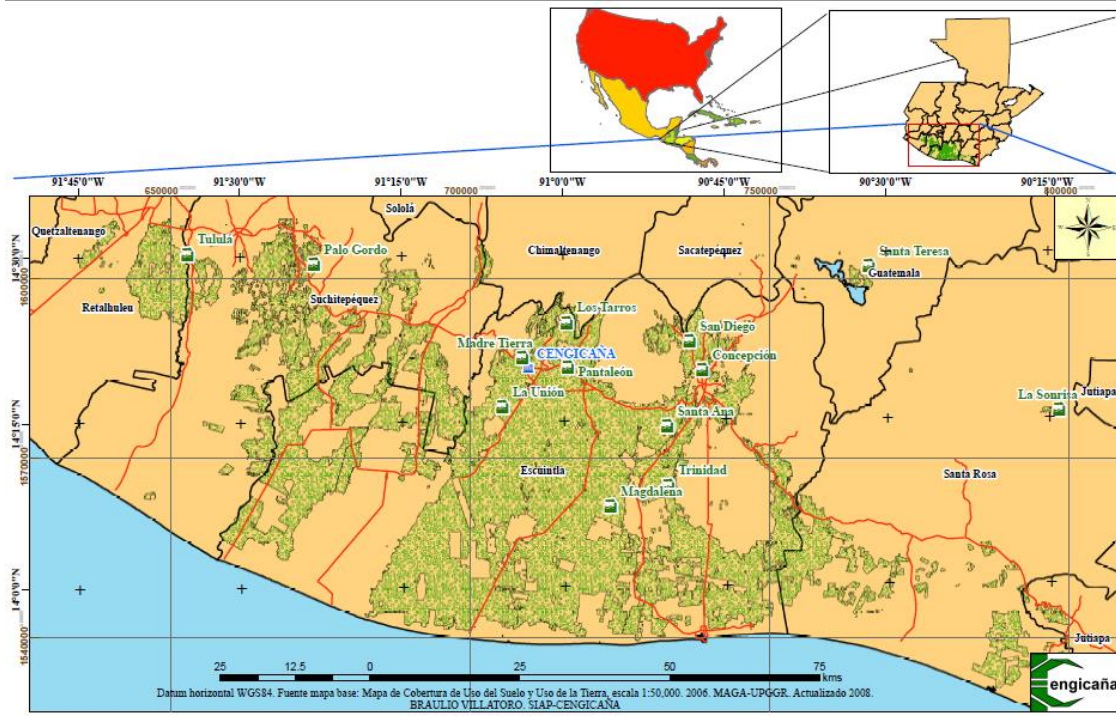 91°45'0"W 91°30'0"W 91°15'0"W 91°0'0"W 90°45'0"W 90°30'0"W 90°15'0"W
650000 700000 750000 800000
Sololá
Quetzaltenango Chimaltenango Sacatepéquez
Tululá Palo Gordo Santa Teresa
14°30'0"N
Guatemala
1600000
Retalhuleu Suchitepéquez
Los Tarros
San Diego
Madre Tierra CENGICAÑA Concepción
Pantaleón
La Unión La Sonrisa Jutiapa
Santa Ana
14°15'0"N
1570000
Escuintla Trinidad Santa Rosa
Magdalena
14°0'0"N
1540000
Jutiapa
25 12.5 0 25 50 75
kms
engicaña
Datum horizontal WGS84. Fuente mapa base: Mapa de Cobertura de Uso del Suelo y Uso de la Tierra, escala 1:50,000. 2006. MAGA-UPGGR. Actualizado 2008.
BRAULIO VILLATORO. SIAP-CENGICAÑA